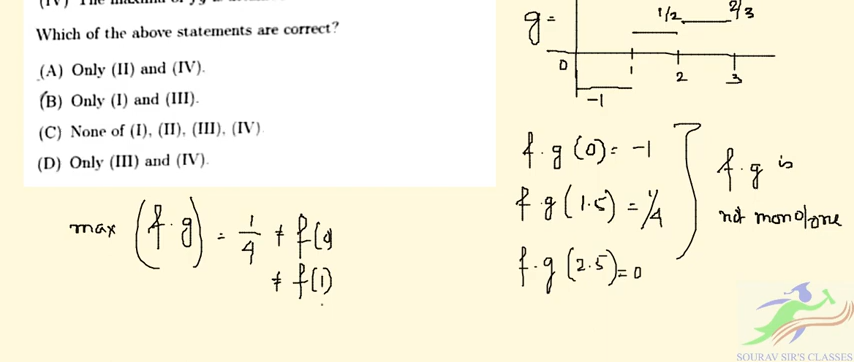 Which of the above statements are correct?
(A) Only (II) and (IV).
(B) Only (I) and (III).
(C) None of (I), (II), (III), (IV)
(D) Only (III) and (IV).
g =
1/2
2/3
0
1
2
3
-1
f·g (0) = -1
f g (1.5) = 1/4
f·g (2.5) = 0
f·g is
not monotone
max (f·g) = 1/4 ≠ f(
≠ f(1)
SOURAV SIR'S CLASSES